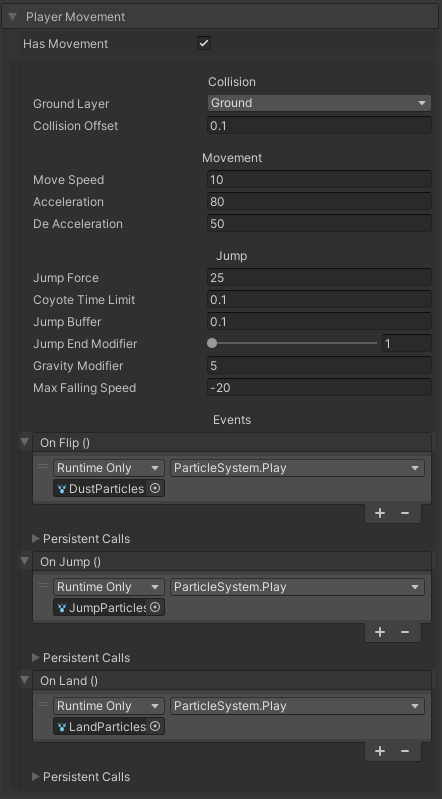 Player Movement
Has Movement
Collision
Ground Layer Ground
Collision Offset 0.1
Movement
Move Speed 10
Acceleration 80
De Acceleration 50
Jump
Jump Force 25
Coyote Time Limit 0.1
Jump Buffer 0.1
Jump End Modifier 1
Gravity Modifier 5
Max Falling Speed -20
Events
On Flip ()
Runtime Only ParticleSystem.Play
DustParticles
+ -
Persistent Calls
On Jump ()
Runtime Only ParticleSystem.Play
JumpParticles
+ -
Persistent Calls
On Land ()
Runtime Only ParticleSystem.Play
LandParticles
+ -
Persistent Calls